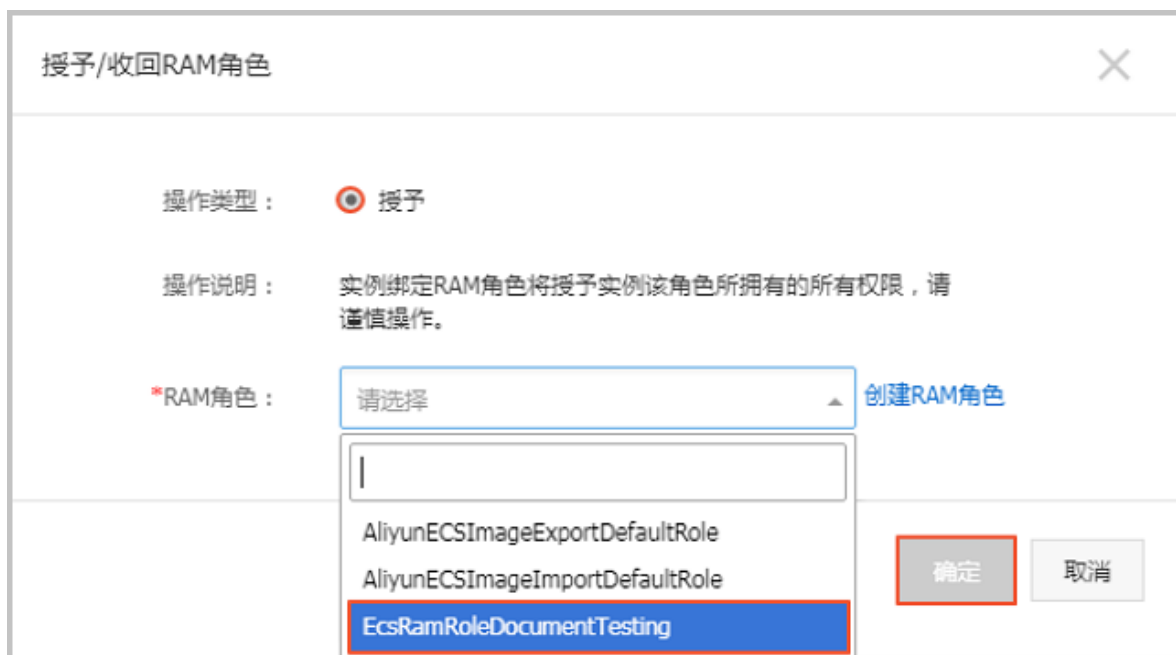 授予/收回RAM角色
操作类型： 授予
操作说明： 实例绑定RAM角色将授予实例该角色所拥有的所有权限，请
谨慎操作。
*RAM角色： 请选择 创建RAM角色
AliyunECSImageExportDefaultRole
AliyunECSImageImportDefaultRole
确定 取消
EcsRamRoleDocumentTesting